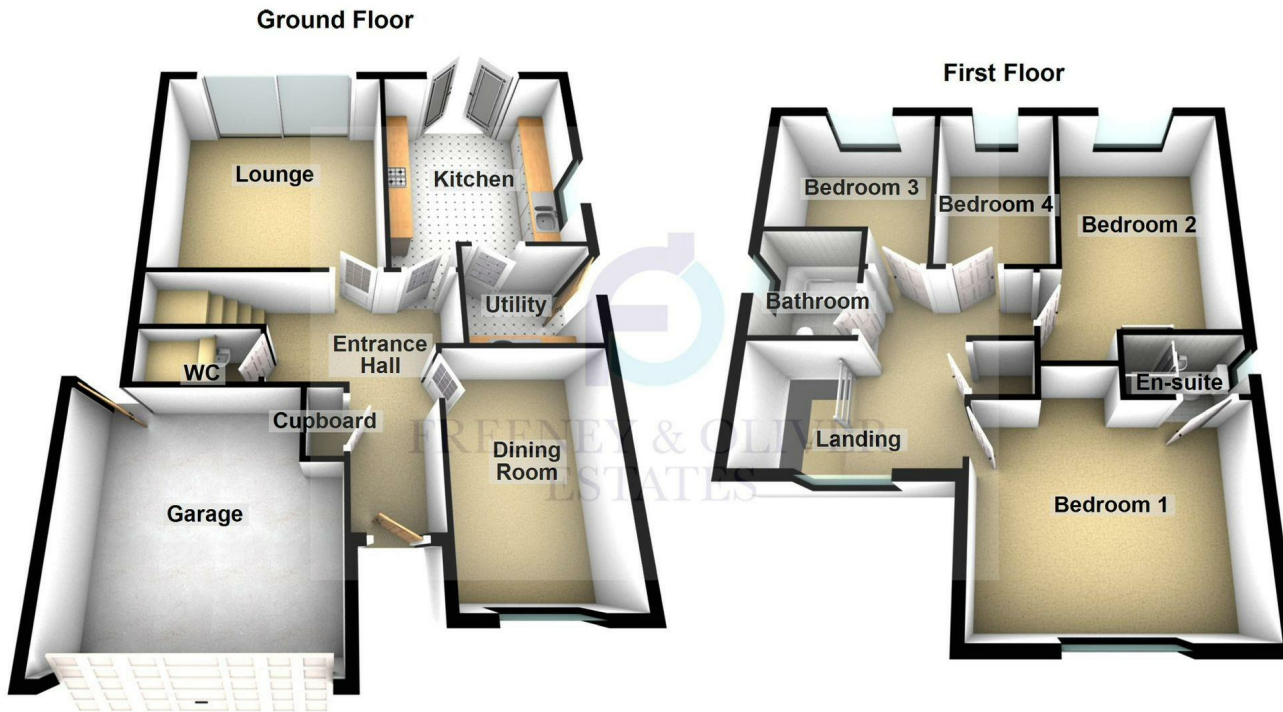 Ground Floor
Lounge
Kitchen
Utility
Entrance
Hall
WC
Cupboard
Dining
Room
Garage
First Floor
Bedroom 3
Bedroom 4
Bedroom 2
Bathroom
En-suite
Landing
Bedroom 1
FREENEY & OLIVER
ESTATES